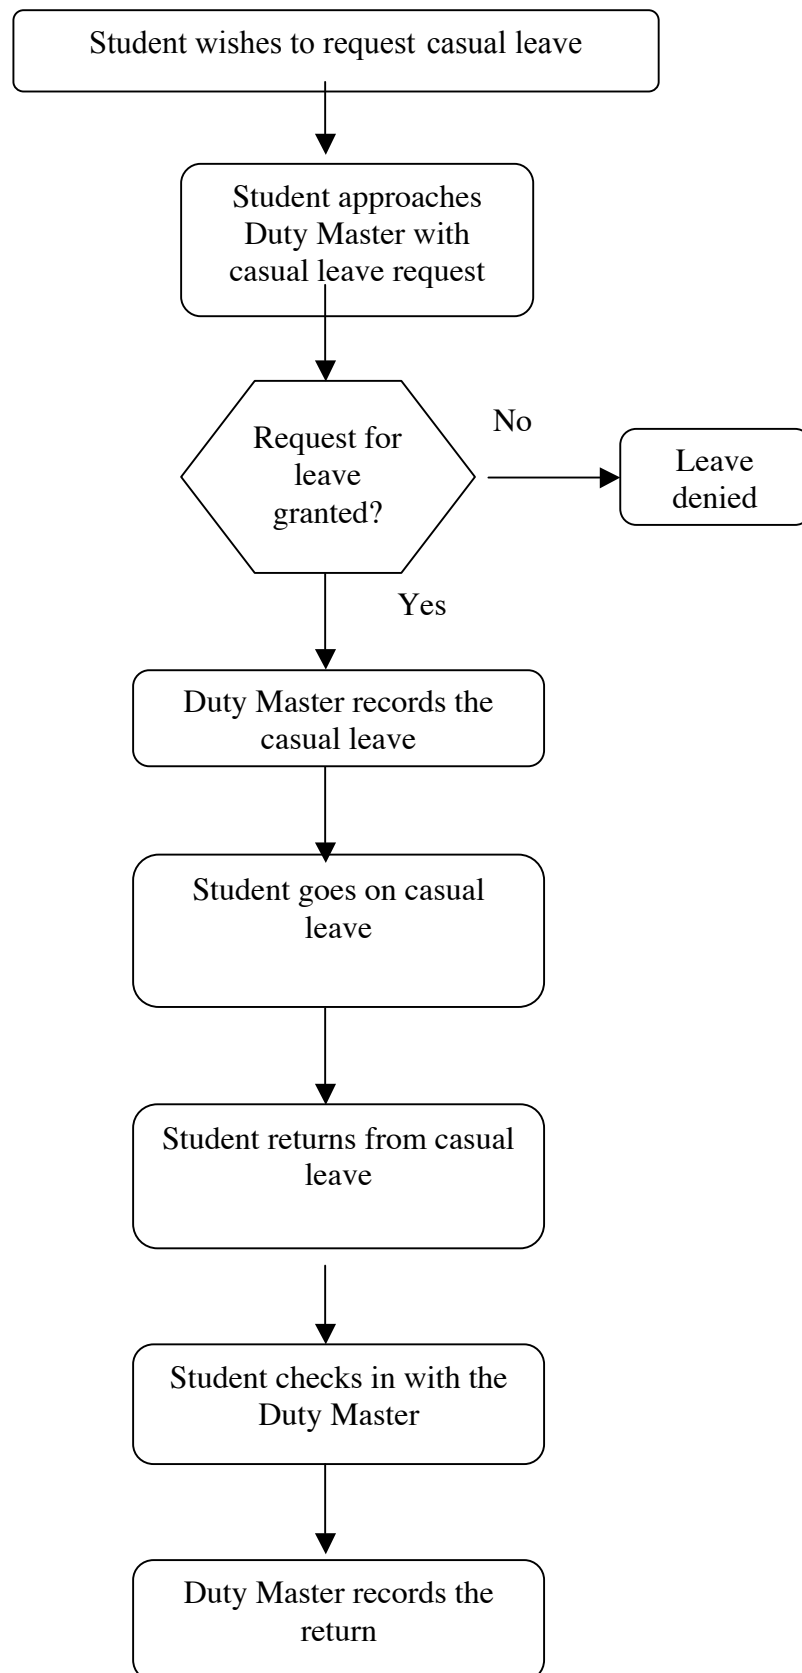 Student wishes to request casual leave
Student approaches
Duty Master with
casual leave request
Request for
leave
granted?
No
Leave
denied
Yes
Duty Master records the
casual leave
Student goes on casual
leave
Student returns from casual
leave
Student checks in with the
Duty Master
Duty Master records the
return